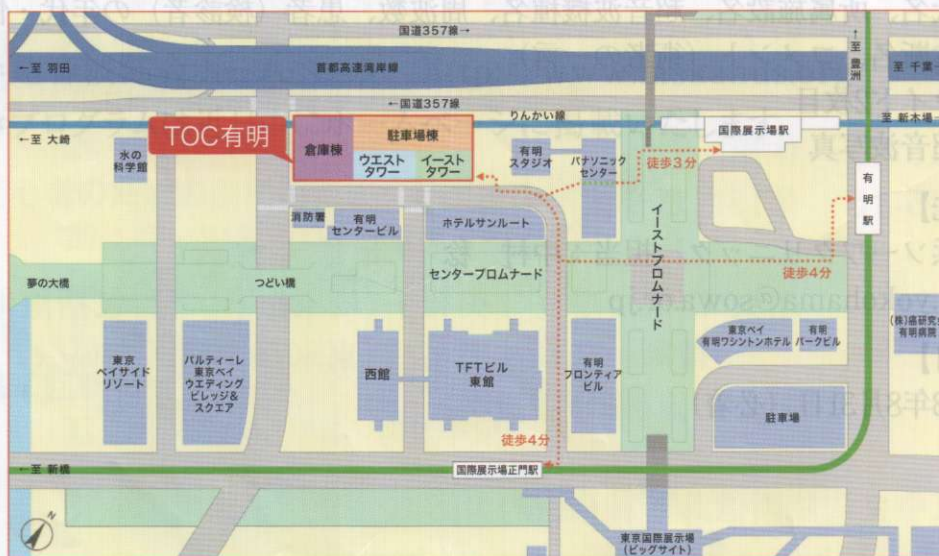 国道357線→
←至 羽田
首都高速湾岸線
←至 豊洲
至 千葉
←国道357線
りんかい線
←至 大崎
TOC有明
倉庫棟
駐車場棟
ウエスト
タワー
イースト
タワー
水の
科学館
有明
スタジオ
パナソニック
センター
国際展示場駅
至 新木場→
徒歩3分
有明駅
消防署
有明
センタービル
ホテルサンルート
イーストプロムナード
夢の大橋
つどい橋
センタープロムナード
徒歩4分
東京
ベイサイド
リゾート
パルティーレ
東京ベイ
ウエディング
ビレッジ&
スクエア
西館
TFTビル
東館
有明
フロンティア
ビル
東京ベイ
有明ワシントンホテル
有明
パークビル
(株)癌研究会
有明病院
駐車場
徒歩4分
←至 新橋
国際展示場正門駅
N
東京国際展示場
(ビッグサイト)